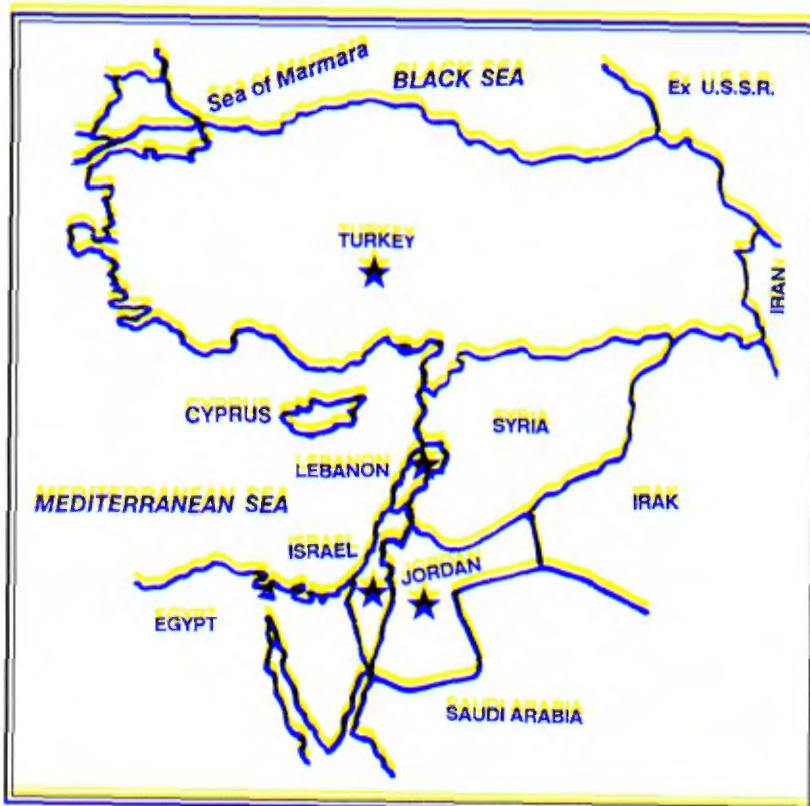 Sea of Marmara
BLACK SEA
Ex U.S.S.R.
TURKEY
IRAN
CYPRUS
SYRIA
LEBANON
MEDITERRANEAN SEA
IRAK
ISRAEL
JORDAN
EGYPT
SAUDI ARABIA